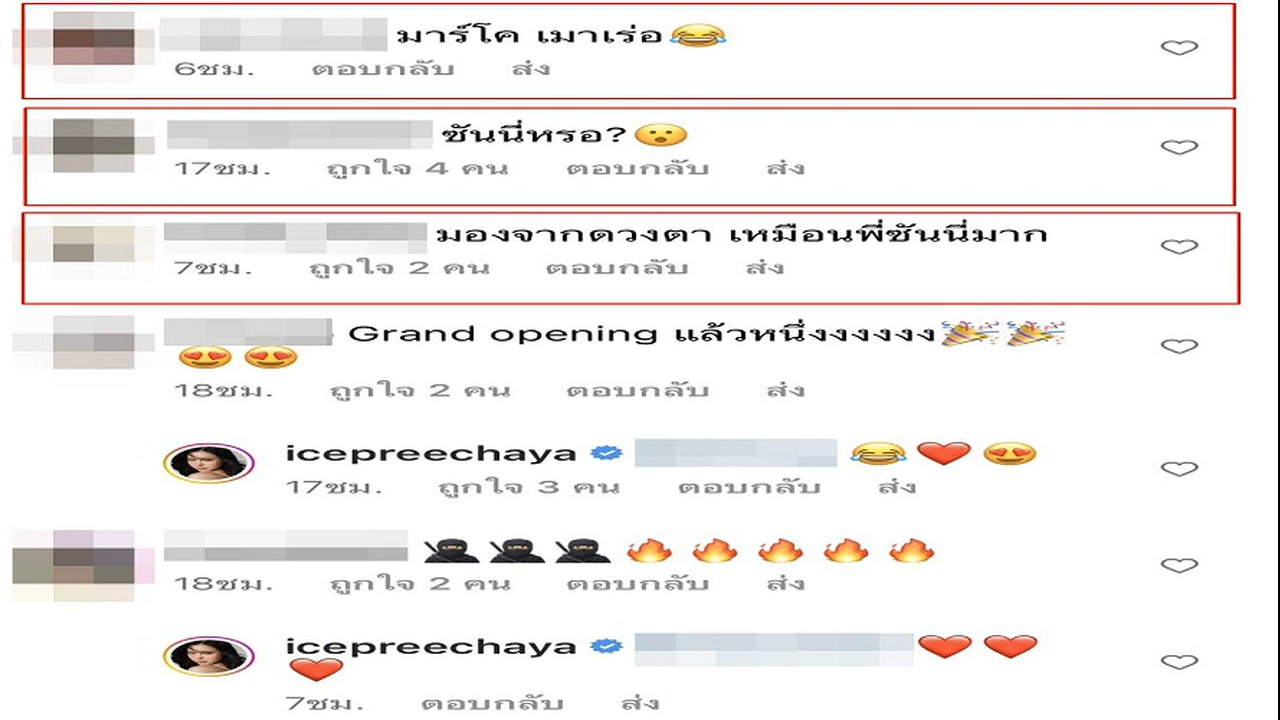 มาร์โค เมาเร่อ😂
6ชม. ตอบกลับ ส่ง
ซันนี่หรอ?😮
17ชม. ถูกใจ 4 คน ตอบกลับ ส่ง
มองจากดวงตา เหมือนพี่ซันนี่มาก
7ชม. ถูกใจ 2 คน ตอบกลับ ส่ง
Grand opening แล้วหนึ่งงงงงงง🎉🎉
😍😍
18ชม. ถูกใจ 2 คน ตอบกลับ ส่ง
icepreechaya 😂❤️😍
17ชม. ถูกใจ 3 คน ตอบกลับ ส่ง
🥷🥷🥷🔥🔥🔥🔥🔥
18ชม. ถูกใจ 2 คน ตอบกลับ ส่ง
icepreechaya ❤️❤️
❤️
7ชม. ตอบกลับ ส่ง